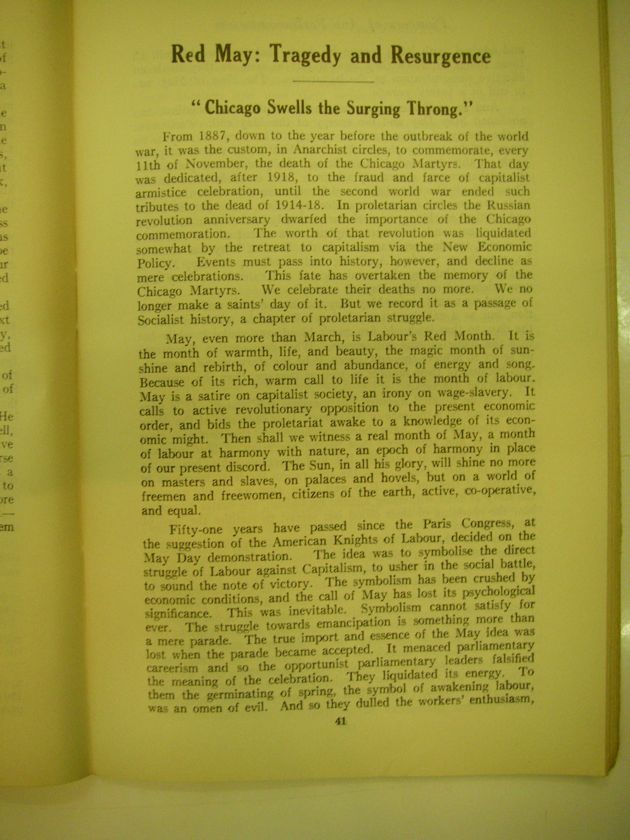 Red May: Tragedy and Resurgence
"Chicago Swells the Surging Throng."
From 1887, down to the year before the outbreak of the world
war, it was the custom, in Anarchist circles, to commemorate, every
11th of November, the death of the Chicago Martyrs. That day
was dedicated, after 1918, to the fraud and farce of capitalist
armistice celebration, until the second world war ended such
tributes to the dead of 1914-18. In proletarian circles the Russian
revolution anniversary dwarfed the importance of the Chicago
commemoration. The worth of that revolution was liquidated
somewhat by the retreat to capitalism via the New Economic
Policy. Events must pass into history, however, and decline as
mere celebrations. This fate has overtaken the memory of the
Chicago Martyrs. We celebrate their deaths no more. We no
longer make a saints' day of it. But we record it as a passage of
Socialist history, a chapter of proletarian struggle.
May, even more than March, is Labour's Red Month. It is
the month of warmth, life, and beauty, the magic month of sun-
shine and rebirth, of colour and abundance, of energy and song.
Because of its rich, warm call to life it is the month of labour.
May is a satire on capitalist society, an irony on wage-slavery. It
calls to active revolutionary opposition to the present economic
order, and bids the proletariat awake to a knowledge of its econ-
omic might. Then shall we witness a real month of May, a month
of labour at harmony with nature, an epoch of harmony in place
of our present discord. The Sun, in all his glory, will shine no more
on masters and slaves, on palaces and hovels, but on a world of
freemen and freewomen, citizens of the earth, active, co-operative,
and equal.
Fifty-one years have passed since the Paris Congress, at
the suggestion of the American Knights of Labour, decided on the
May Day demonstration. The idea was to symbolise the direct
struggle of Labour against Capitalism, to usher in the social battle,
to sound the note of victory. The symbolism has been crushed by
economic conditions, and the call of May has lost its psychological
significance. This was inevitable. Symbolism cannot satisfy for
ever. The struggle towards emancipation is something more than
a mere parade. The true import and essence of the May idea was
lost when the parade became accepted. It menaced parliamentary
careerism and so the opportunist parliamentary leaders falsified
the meaning of the celebration. They liquidated its energy. To
them the germinating of spring, the symbol of awakening labour,
was an omen of evil. And so they dulled the workers' enthusiasm,
41